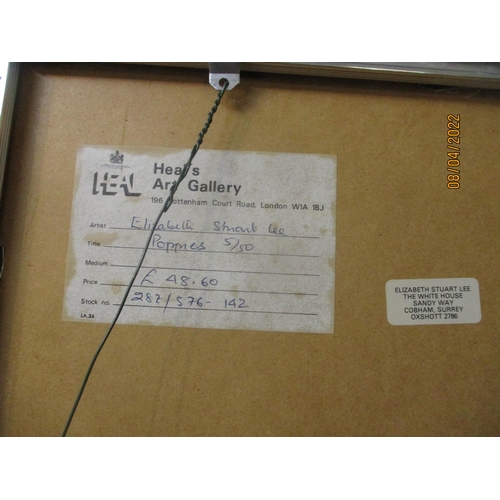 HEAL
Heal's
Art Gallery
196 Tottenham Court Road, London W1A 1BJ
Artist Elizabeth Stuart Lee
Title Poppies 5/50
Medium
Price £ 48.60
Stock no. 287/576-142
LA.36
ELIZABETH STUART LEE
THE WHITE HOUSE
SANDY WAY
COBHAM, SURREY
OXSHOTT 2786
08/04/2022